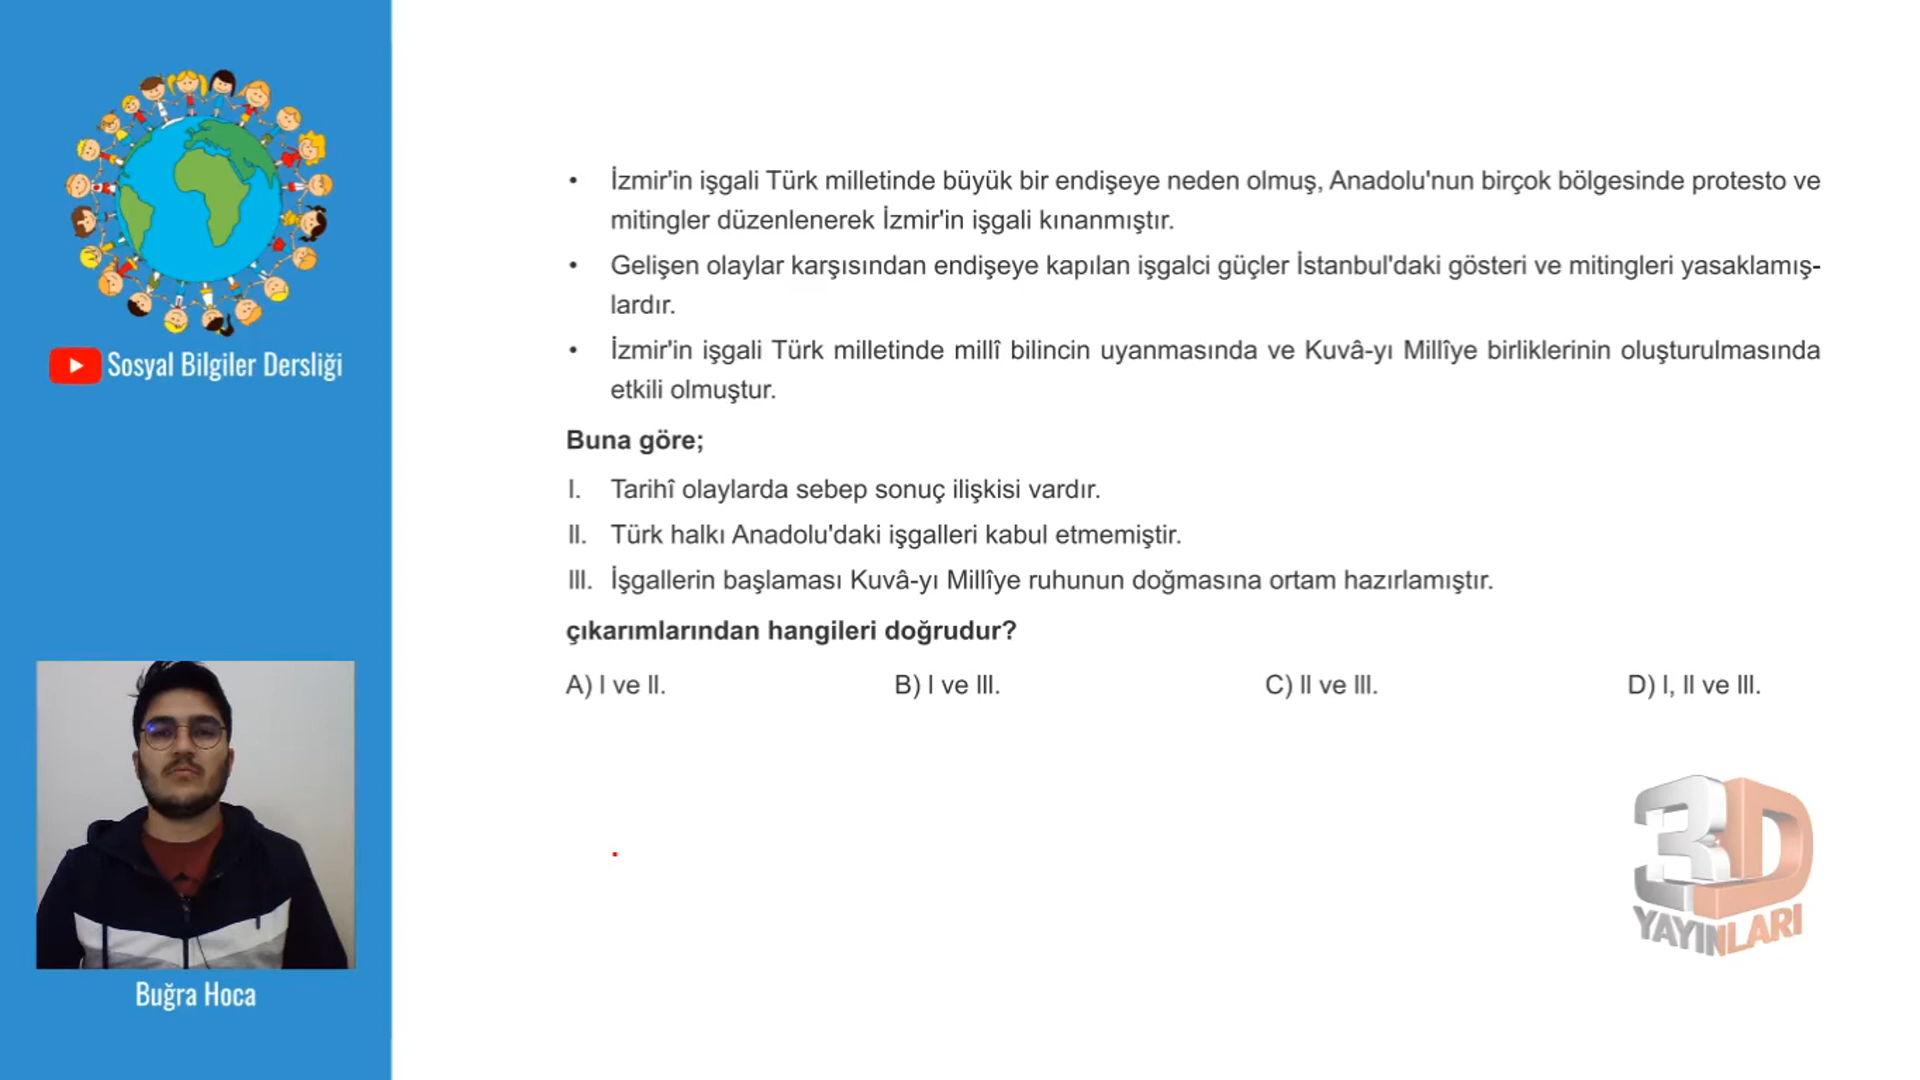 Sosyal Bilgiler Dersliği
• İzmir'in işgali Türk milletinde büyük bir endişeye neden olmuş, Anadolu'nun birçok bölgesinde protesto ve
mitingler düzenlenerek İzmir'in işgali kınanmıştır.
• Gelişen olaylar karşısından endişeye kapılan işgalci güçler İstanbul'daki gösteri ve mitingleri yasaklamış-
lardır.
• İzmir'in işgali Türk milletinde millî bilincin uyanmasında ve Kuvâ-yı Millîye birliklerinin oluşturulmasında
etkili olmuştur.
Buna göre;
I. Tarihî olaylarda sebep sonuç ilişkisi vardır.
II. Türk halkı Anadolu'daki işgalleri kabul etmemiştir.
III. İşgallerin başlaması Kuvâ-yı Millîye ruhunun doğmasına ortam hazırlamıştır.
çıkarımlarından hangileri doğrudur?
A) I ve II. B) I ve III. C) II ve III. D) I, II ve III.
3D
YAYINLARI
Buğra Hoca